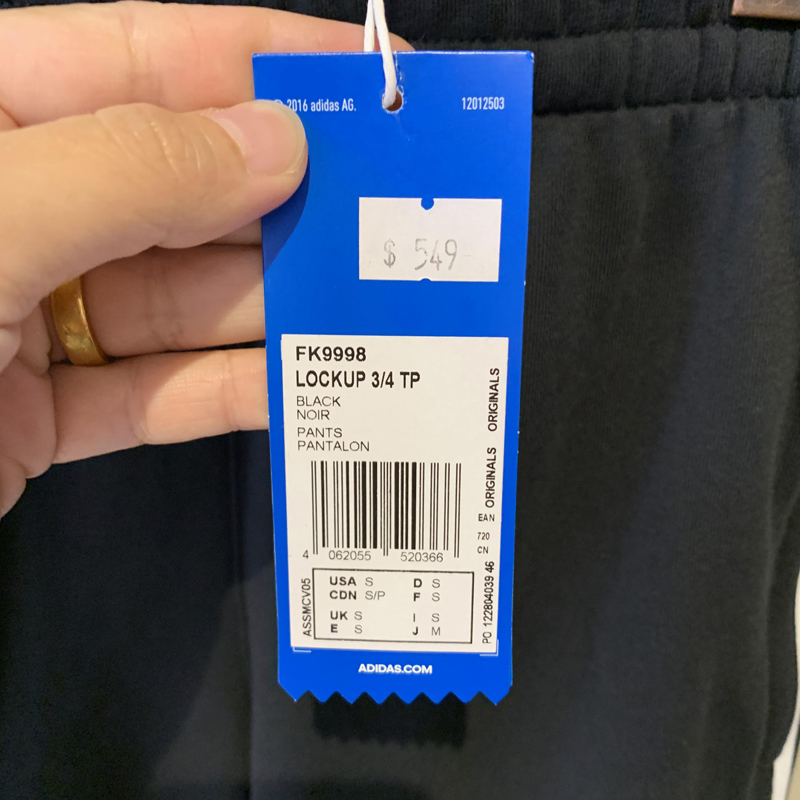 © 2016 adidas AG.
12012503
$ 549
FK9998
LOCKUP 3/4 TP
BLACK
NOIR
PANTS
PANTALON
ORIGINALS
ORIGINALS
EAN
720
CN
4 062055 520366
ASSMCV05
USA S D S
CDN S/P F S
UK S I S
E S J M
PO 122804039 46
ADIDAS.COM